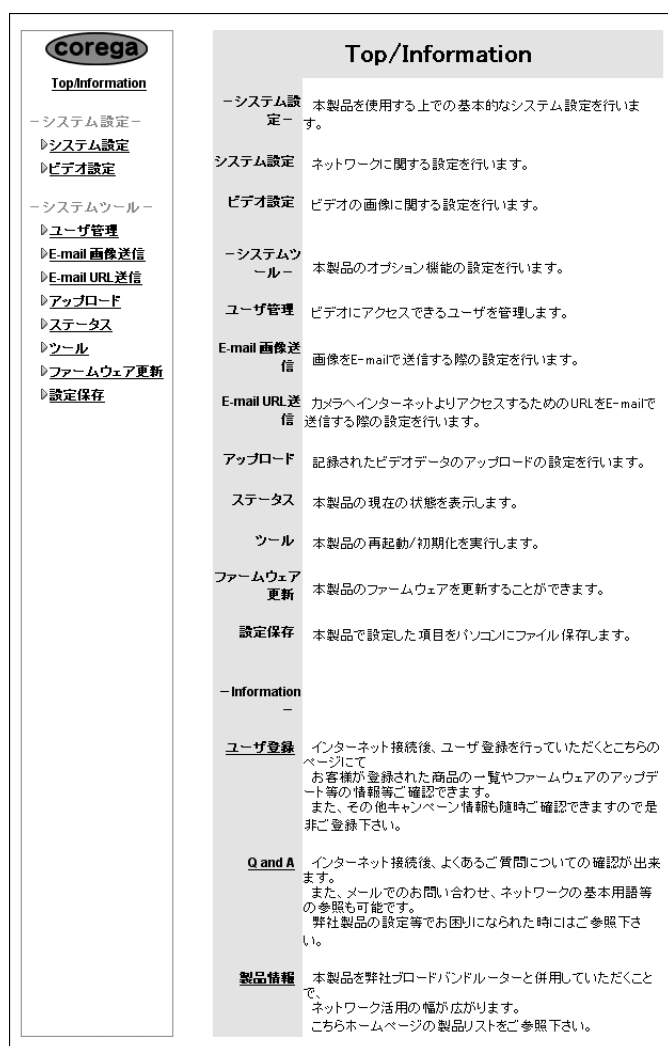 corega
Top/Information
－システム設定－
システム設定
ビデオ設定
－システムツール－
ユーザ管理
E-mail 画像送信
E-mail URL送信
アップロード
ステータス
ツール
ファームウェア更新
設定保存
Top/Information
－システム設
定－
本製品を使用する上での基本的なシステム設定を行いま
す。
システム設定
ネットワークに関する設定を行います。
ビデオ設定
ビデオの画像に関する設定を行います。
－システムツ
ール－
本製品のオプション機能の設定を行います。
ユーザ管理
ビデオにアクセスできるユーザを管理します。
E-mail 画像送
信
画像をE-mailで送信する際の設定を行います。
E-mail URL送
信
カメラへインターネットよりアクセスするためのURLをE-mailで
送信する際の設定を行います。
アップロード
記録されたビデオデータのアップロードの設定を行います。
ステータス
本製品の現在の状態を表示します。
ツール
本製品の再起動/初期化を実行します。
ファームウェア
更新
本製品のファームウェアを更新することができます。
設定保存
本製品で設定した項目をパソコンにファイル保存します。
－Information
－
ユーザ登録
インターネット接続後、ユーザ登録を行っていただくとこちらの
ページにて
お客様が登録された商品の一覧やファームウェアのアップデ
ート等の情報等ご確認できます。
また、その他キャンペーン情報も随時ご確認できますので是
非ご登録下さい。
Q and A
インターネット接続後、よくあるご質問についての確認が出来
ます。
また、メールでのお問い合わせ、ネットワークの基本用語等
の参照も可能です。
弊社製品の設定等でお困りになられた時にはご参照下さ
い。
製品情報
本製品を弊社ブロードバンドルーターと併用していただくこと
で、
ネットワーク活用の幅が広がります。
こちらホームページの製品リストをご参照下さい。